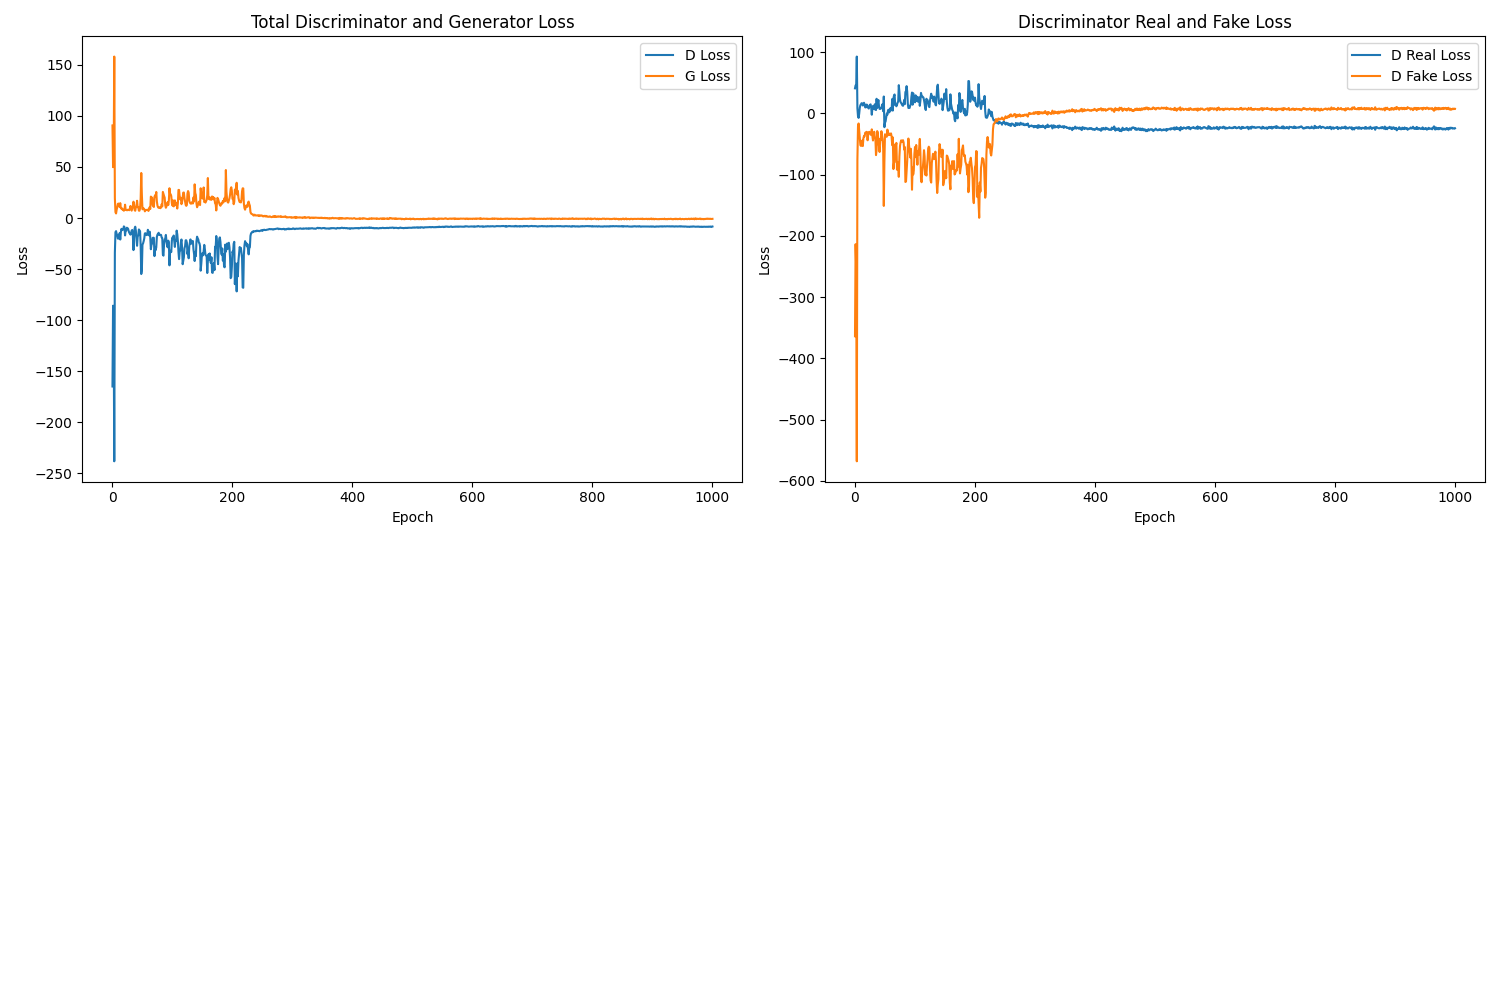 Total Discriminator and Generator Loss
D Loss
G Loss
150
100
50
0
−50
−100
−150
−200
−250
Loss
0 200 400 600 800 1000
Epoch
Discriminator Real and Fake Loss
D Real Loss
D Fake Loss
100
0
−100
−200
−300
−400
−500
−600
Loss
0 200 400 600 800 1000
Epoch